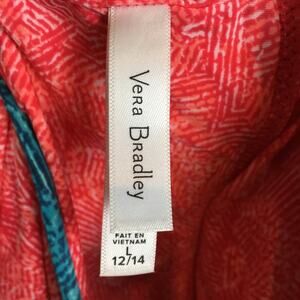 Vera Bradley
FAIT EN
VIETNAM
L
12/14